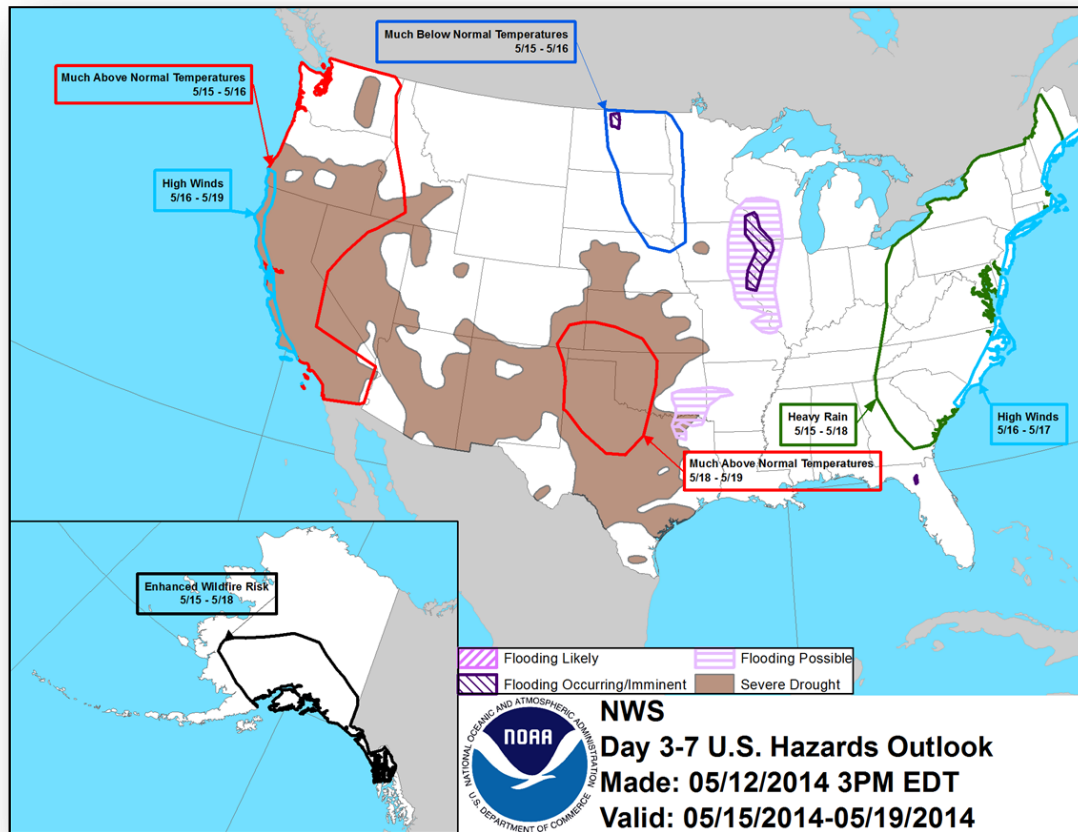 Much Below Normal Temperatures
5/15 - 5/16
Much Above Normal Temperatures
5/15 - 5/16
High Winds
5/16 - 5/19
Heavy Rain
5/15 - 5/18
High Winds
5/16 - 5/17
Much Above Normal Temperatures
5/18 - 5/19
Enhanced Wildfire Risk
5/15 - 5/18
Flooding Likely
Flooding Possible
Flooding Occurring/Imminent
Severe Drought
NATIONAL OCEANIC AND ATMOSPHERIC ADMINISTRATION
NOAA
U.S. DEPARTMENT OF COMMERCE
NWS
Day 3-7 U.S. Hazards Outlook
Made: 05/12/2014 3PM EDT
Valid: 05/15/2014-05/19/2014